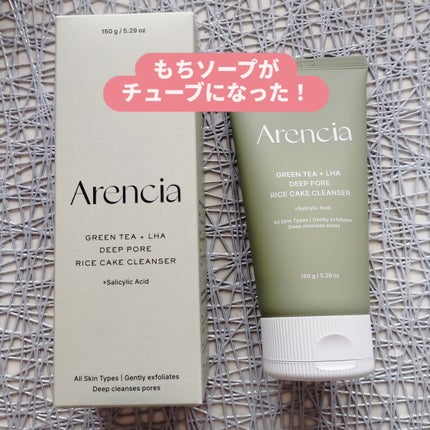 150 g / 5.29 oz
もちソープが
チューブになった！
Arencia
GREEN TEA + LHA
DEEP PORE
RICE CAKE CLEANSER
+Salicylic Acid
All Skin Types | Gently exfoliates
Deep cleanses pores
Arencia
GREEN TEA + LHA
DEEP PORE
RICE CAKE CLEANSER
+Salicylic Acid
All Skin Types | Gently exfoliates
Deep cleanses pores
150 g / 5.29 oz